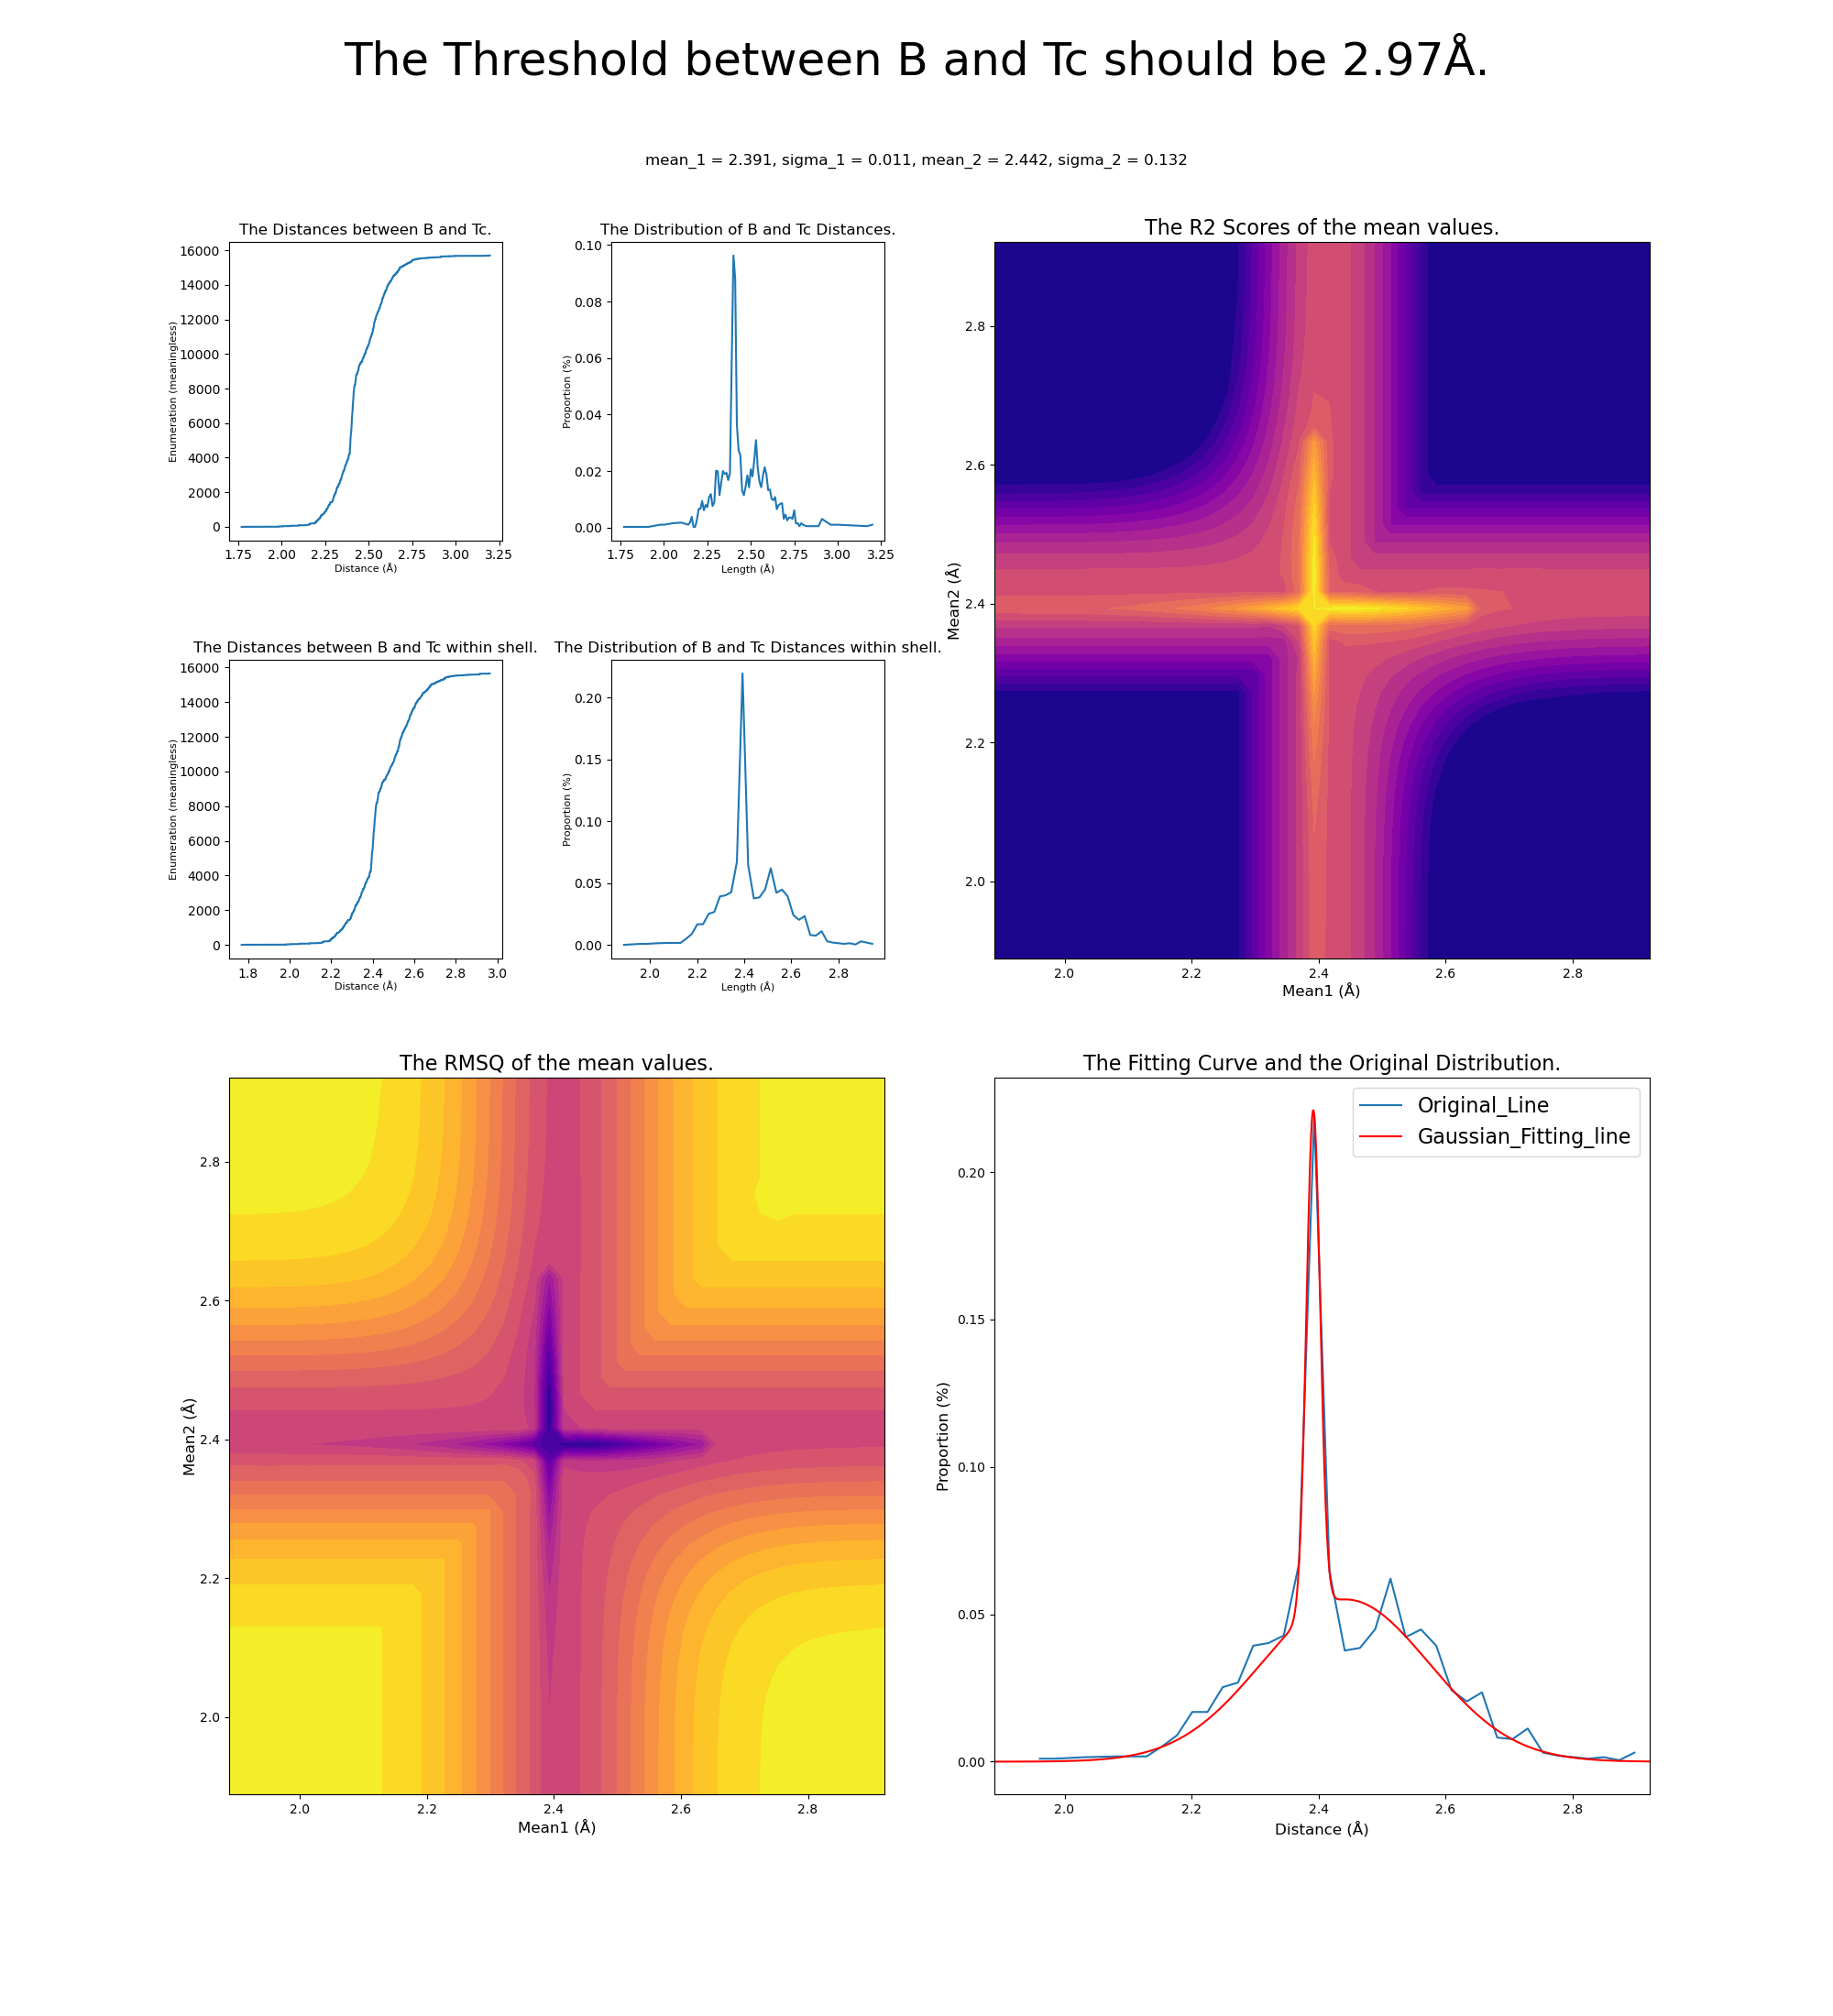 The Threshold between B and Tc should be 2.97Å.
mean_1 = 2.391, sigma_1 = 0.011, mean_2 = 2.442, sigma_2 = 0.132
The Distances between B and Tc.
16000
14000
12000
10000
8000
6000
4000
2000
0
Enumeration (meaningless)
1.75 2.00 2.25 2.50 2.75 3.00 3.25
Distance (Å)
The Distribution of B and Tc Distances.
0.10
0.08
0.06
0.04
0.02
0.00
Proportion (%)
1.75 2.00 2.25 2.50 2.75 3.00 3.25
Length (Å)
The R2 Scores of the mean values.
2.8
2.6
2.4
2.2
2.0
Mean2 (Å)
2.0 2.2 2.4 2.6 2.8
Mean1 (Å)
The Distances between B and Tc within shell.
16000
14000
12000
10000
8000
6000
4000
2000
0
Enumeration (meaningless)
1.8 2.0 2.2 2.4 2.6 2.8 3.0
Distance (Å)
The Distribution of B and Tc Distances within shell.
0.20
0.15
0.10
0.05
0.00
Proportion (%)
2.0 2.2 2.4 2.6 2.8
Length (Å)
The RMSQ of the mean values.
2.8
2.6
2.4
2.2
2.0
Mean2 (Å)
2.0 2.2 2.4 2.6 2.8
Mean1 (Å)
The Fitting Curve and the Original Distribution.
Original_Line
Gaussian_Fitting_line
0.20
0.15
0.10
0.05
0.00
Proportion (%)
2.0 2.2 2.4 2.6 2.8
Distance (Å)